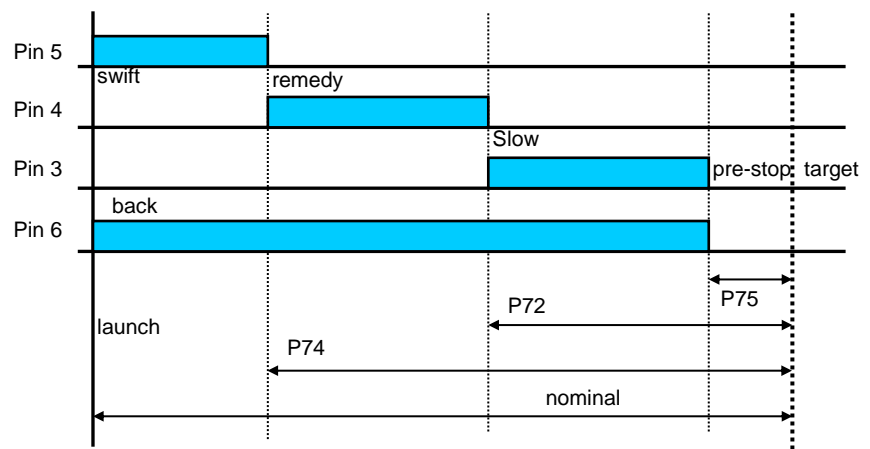 Pin 5
swift
remedy
Pin 4
Slow
Pin 3
pre-stop target
back
Pin 6
P75
P72
launch
P74
nominal